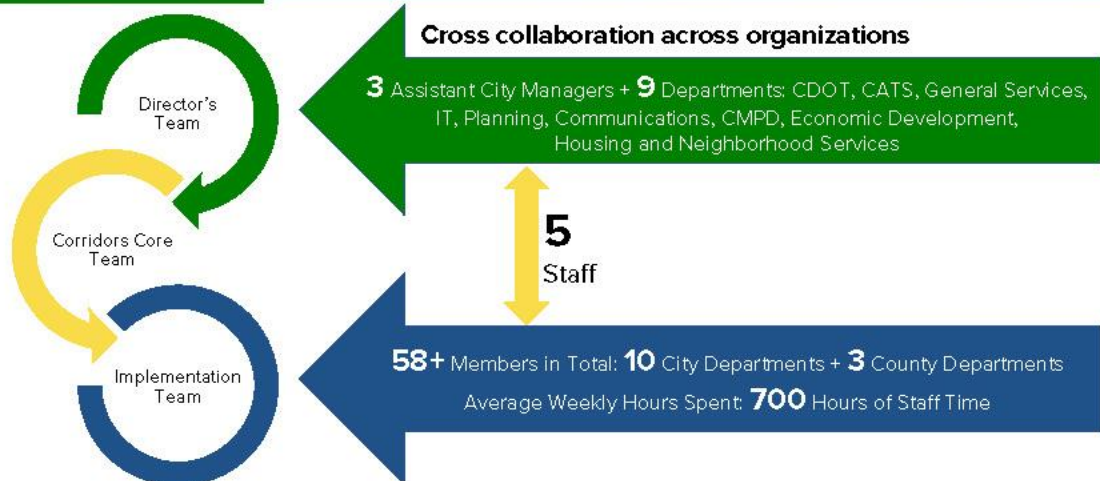 Cross collaboration across organizations
Director's
Team
3 Assistant City Managers + 9 Departments: CDOT, CATS, General Services,
IT, Planning, Communications, CMPD, Economic Development,
Housing and Neighborhood Services
Corridors Core
Team
5
Staff
Implementation
Team
58+ Members in Total: 10 City Departments + 3 County Departments
Average Weekly Hours Spent: 700 Hours of Staff Time